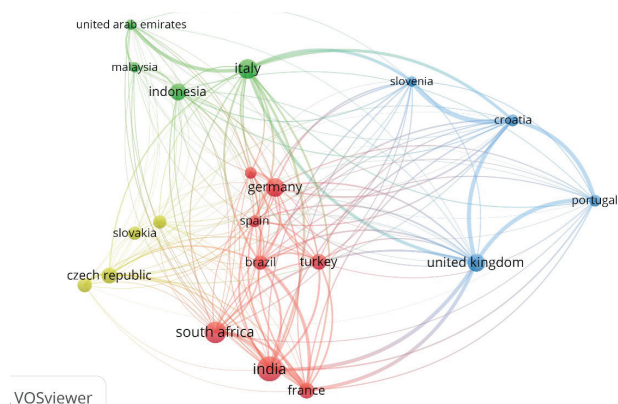 united arab emirates
malaysia
italy
indonesia
slovenia
croatia
germany
portugal
spain
slovakia
brazil
turkey
united kingdom
czech republic
south africa
india
france
VOSviewer